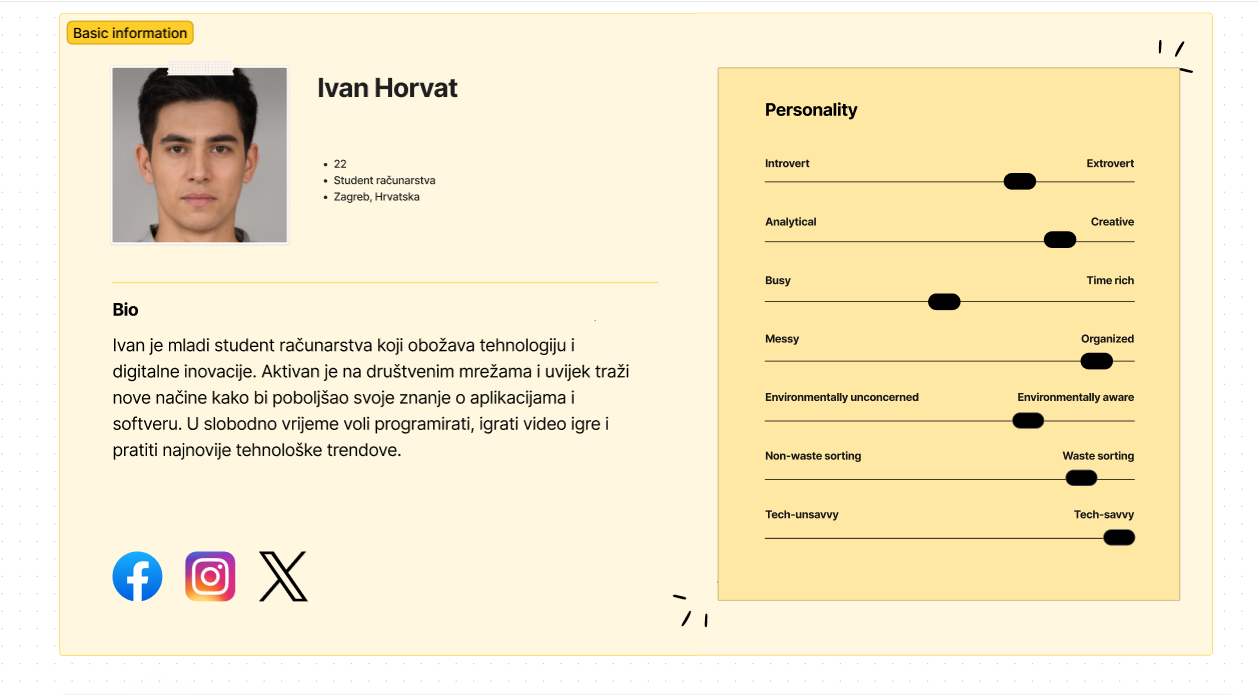 Basic information
Ivan Horvat
22
Student računarstva
Zagreb, Hrvatska
Bio
Ivan je mladi student računarstva koji obožava tehnologiju i
digitalne inovacije. Aktivan je na društvenim mrežama i uvijek traži
nove načine kako bi poboljšao svoje znanje o aplikacijama i
softveru. U slobodno vrijeme voli programirati, igrati video igre i
pratiti najnovije tehnološke trendove.
Personality
Introvert Extrovert
Analytical Creative
Busy Time rich
Messy Organized
Environmentally unconcerned Environmentally aware
Non-waste sorting Waste sorting
Tech-unsavvy Tech-savvy